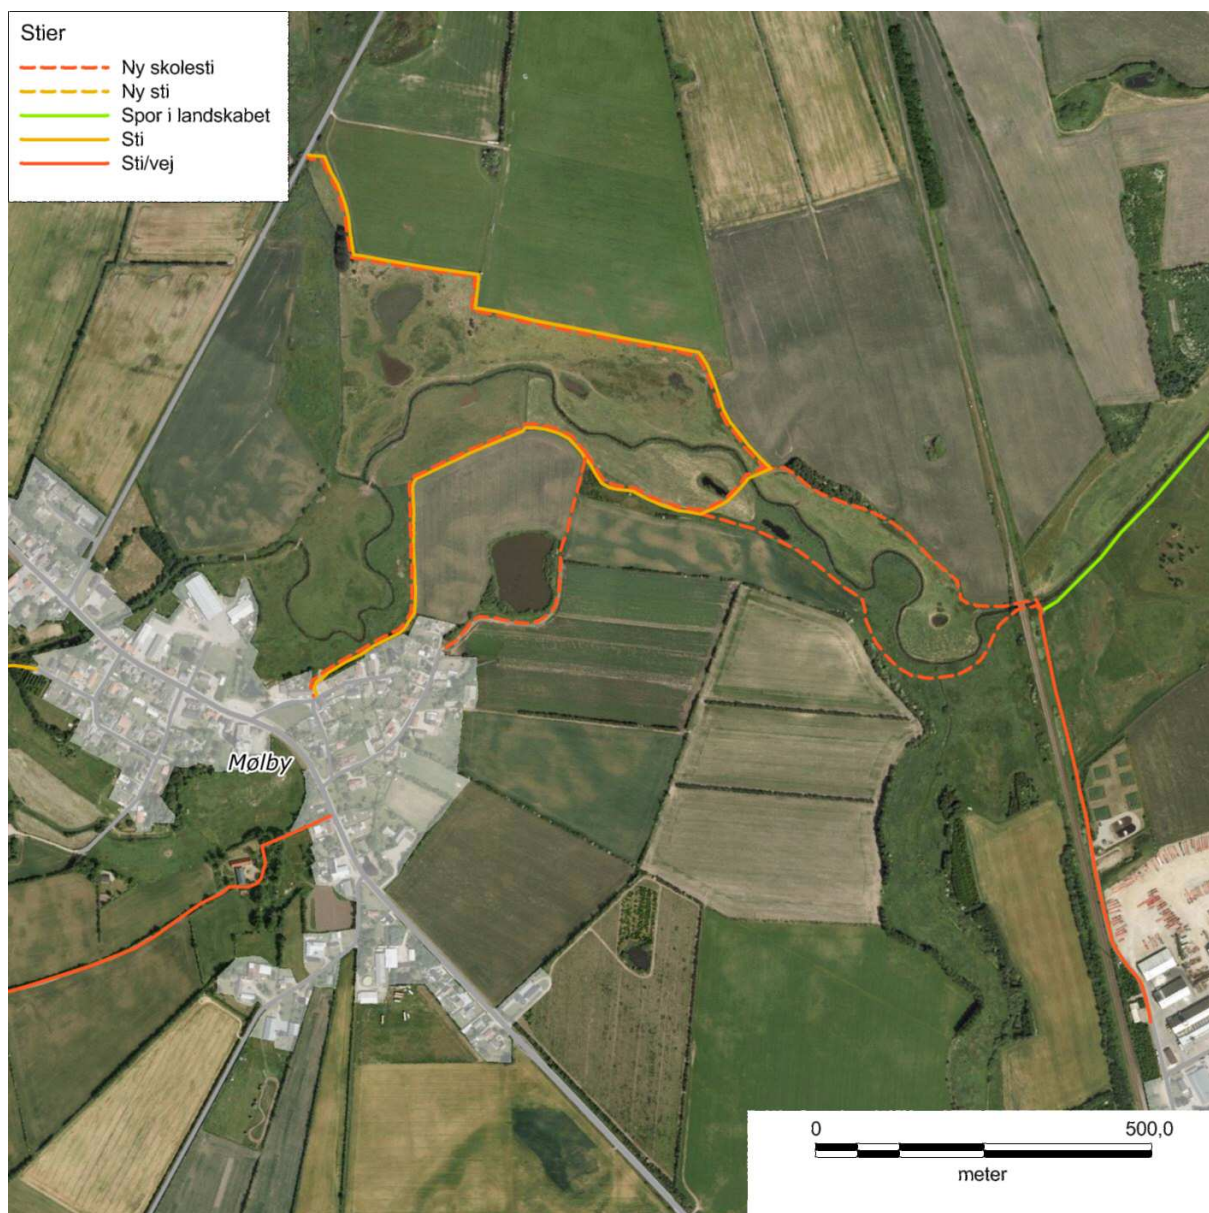 Stier
Ny skolesti
Ny sti
Spor i landskabet
Sti
Sti/vej
Mølby
0 500,0
meter